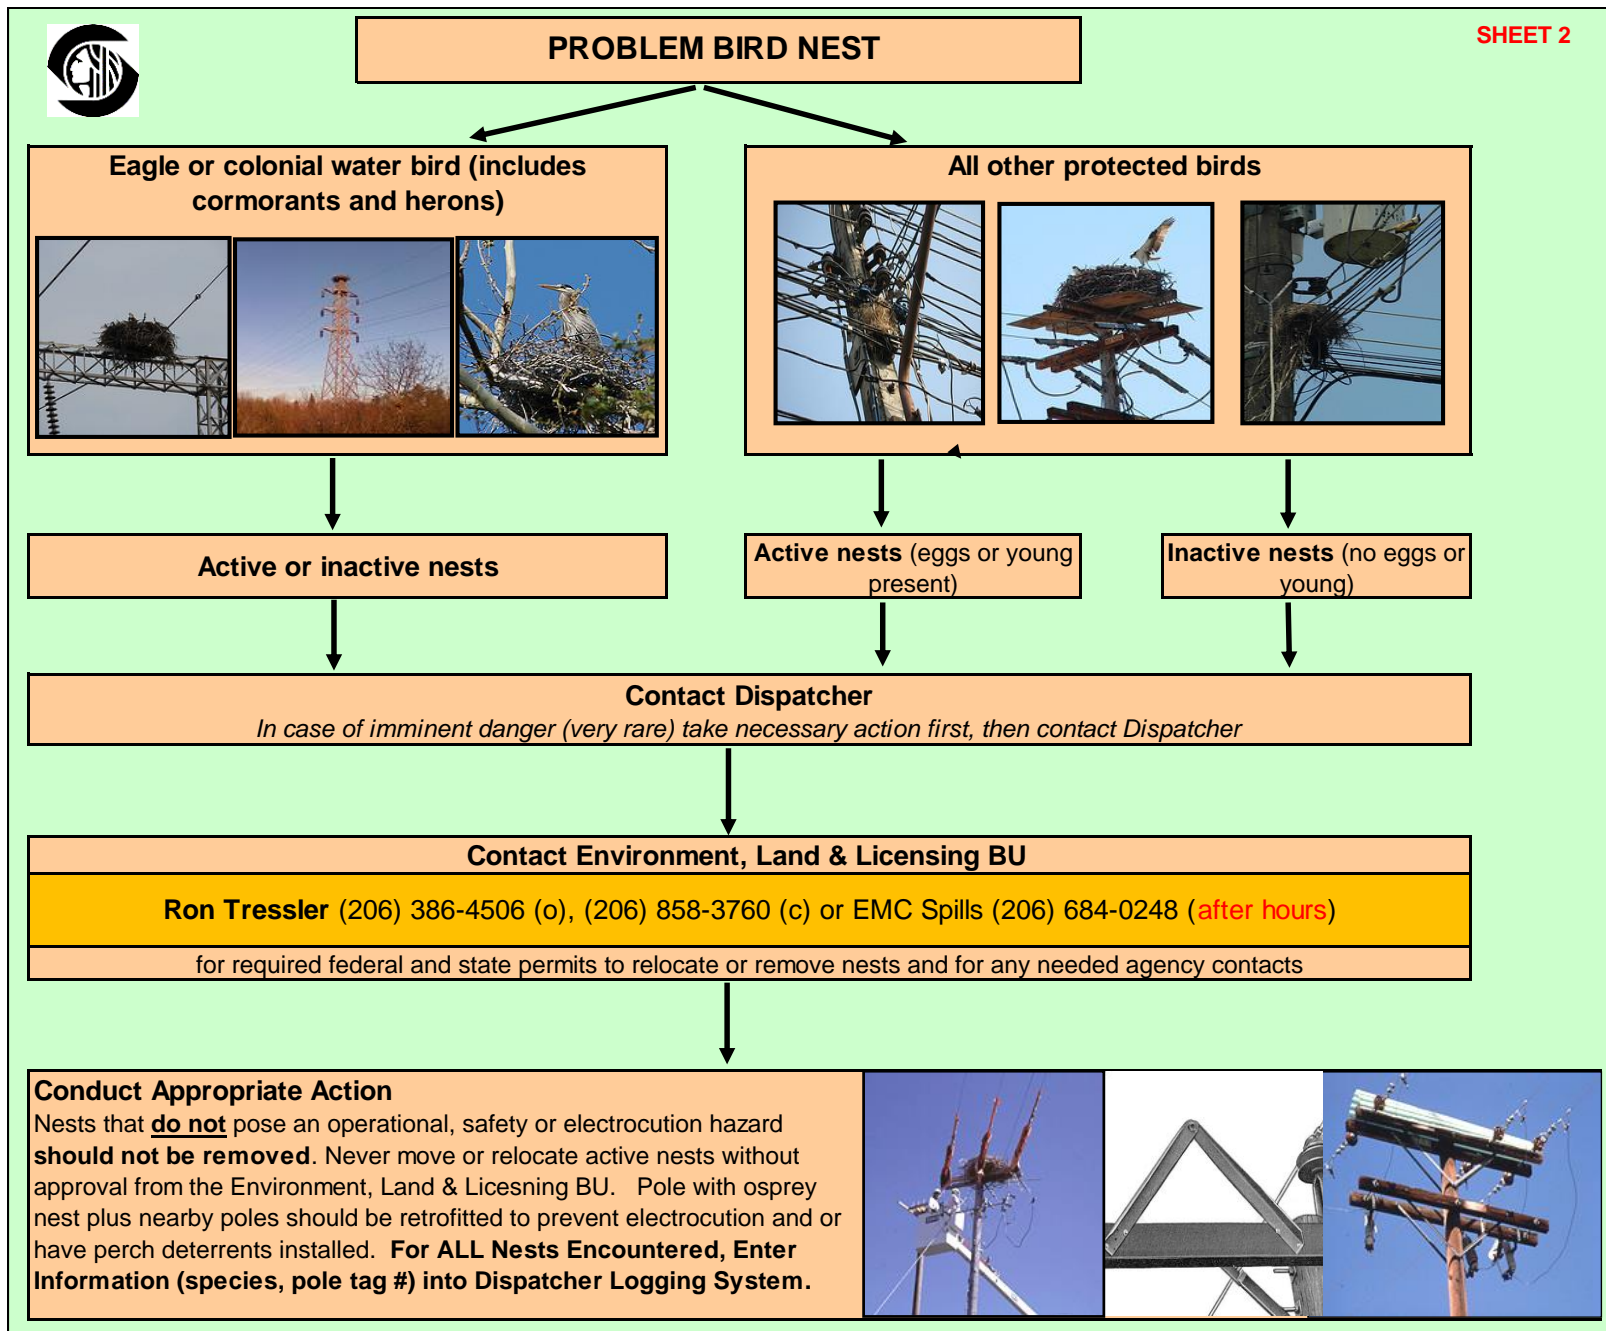 PROBLEM BIRD NEST
SHEET 2
Eagle or colonial water bird (includes
cormorants and herons)
All other protected birds
Active or inactive nests
Active nests (eggs or young
present)
Inactive nests (no eggs or
young)
Contact Dispatcher
In case of imminent danger (very rare) take necessary action first, then contact Dispatcher
Contact Environment, Land & Licensing BU
Ron Tressler (206) 386-4506 (o), (206) 858-3760 (c) or EMC Spills (206) 684-0248 (after hours)
for required federal and state permits to relocate or remove nests and for any needed agency contacts
Conduct Appropriate Action
Nests that do not pose an operational, safety or electrocution hazard
should not be removed. Never move or relocate active nests without
approval from the Environment, Land & Licesning BU.   Pole with osprey
nest plus nearby poles should be retrofitted to prevent electrocution and or
have perch deterrents installed.  For ALL Nests Encountered, Enter
Information (species, pole tag #) into Dispatcher Logging System.